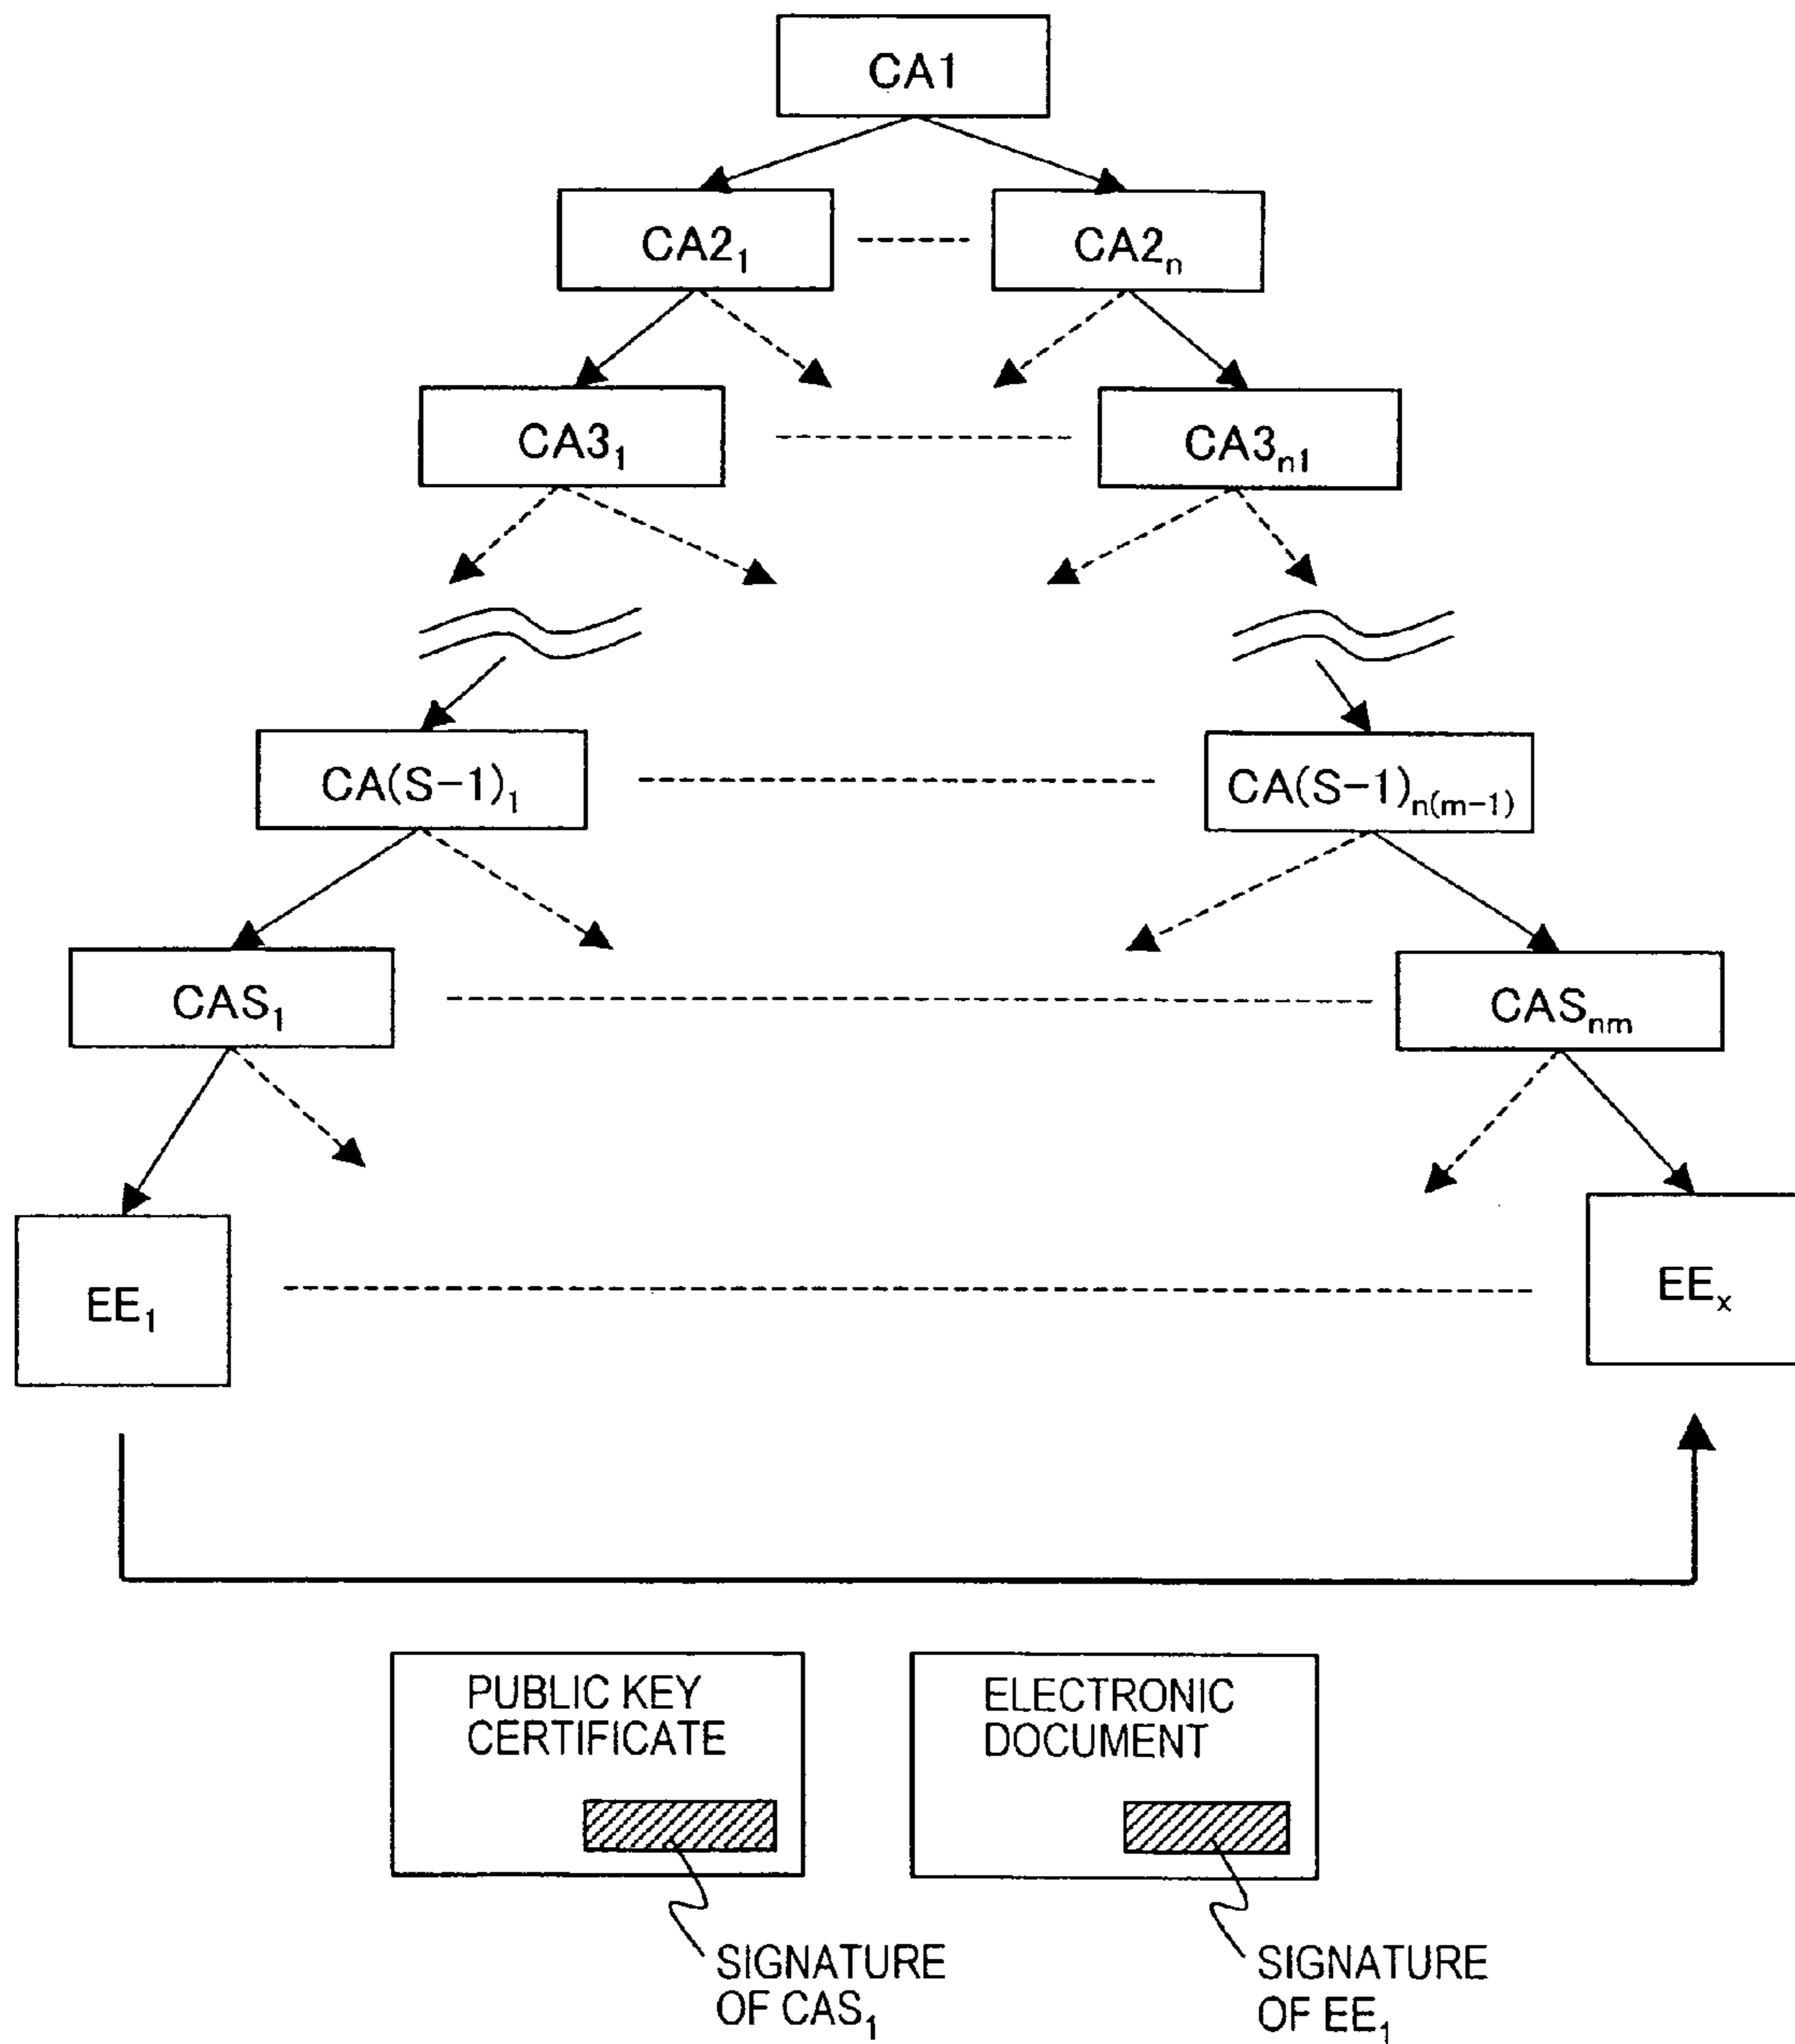 CA1
CA2₁
CA2ₙ
CA3₁
CA3ₙ₁
CA(S-1)₁
CA(S-1)ₙ₍ₘ₋₁₎
CAS₁
CASₙₘ
EE₁
EEₓ
PUBLIC KEY
CERTIFICATE
ELECTRONIC
DOCUMENT
SIGNATURE
OF CAS₁
SIGNATURE
OF EE₁